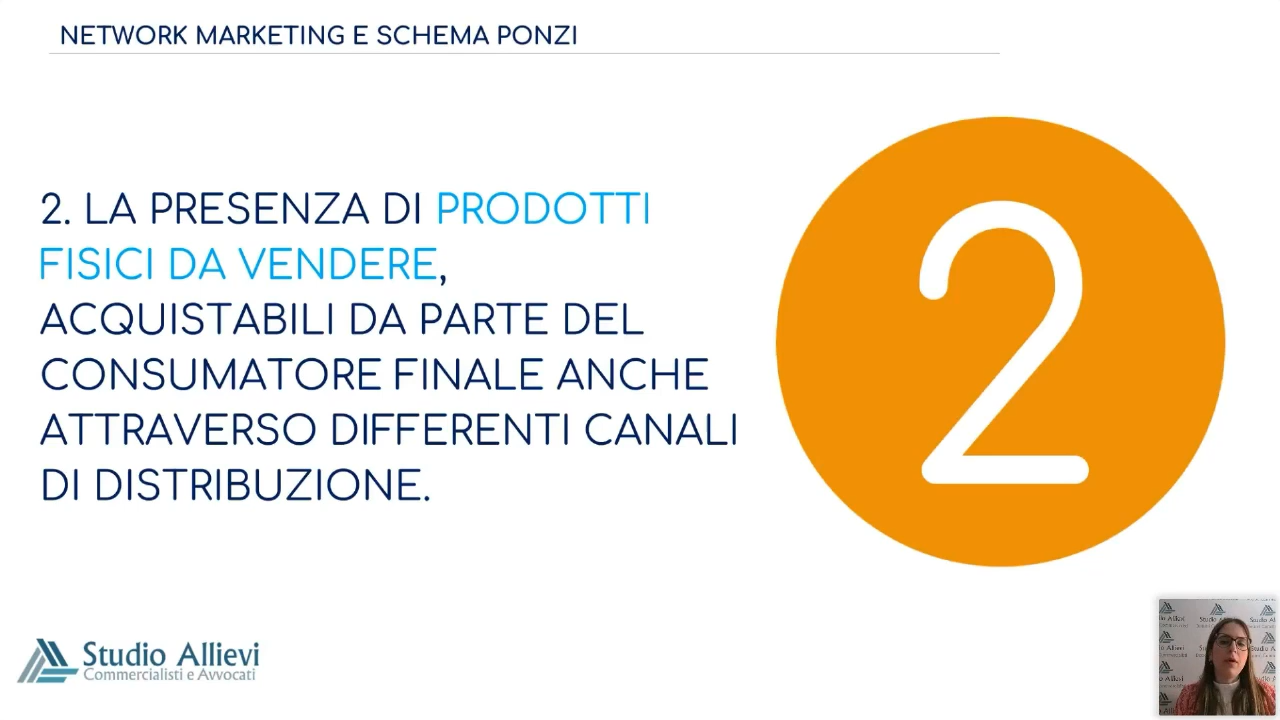 NETWORK MARKETING E SCHEMA PONZI
2. LA PRESENZA DI PRODOTTI
FISICI DA VENDERE,
ACQUISTABILI DA PARTE DEL
CONSUMATORE FINALE ANCHE
ATTRAVERSO DIFFERENTI CANALI
DI DISTRIBUZIONE.
2
Studio Allievi
Commercialisti e Avvocati